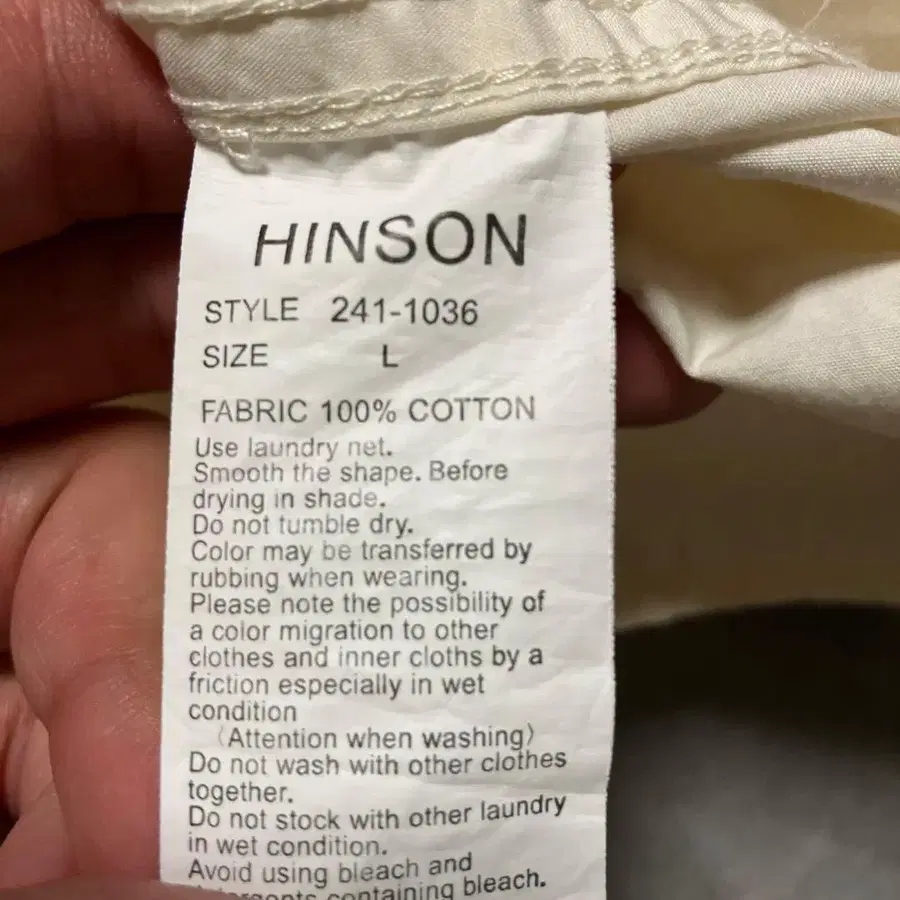 HINSON
STYLE 241-1036
SIZE L
FABRIC 100% COTTON
Use laundry net.
Smooth the shape. Before
drying in shade.
Do not tumble dry.
Color may be transferred by
rubbing when wearing.
Please note the possibility of
a color migration to other
clothes and inner cloths by a
friction especially in wet
condition
(Attention when washing)
Do not wash with other clothes
together.
Do not stock with other laundry
in wet condition.
Avoid using bleach and
containing bleach.